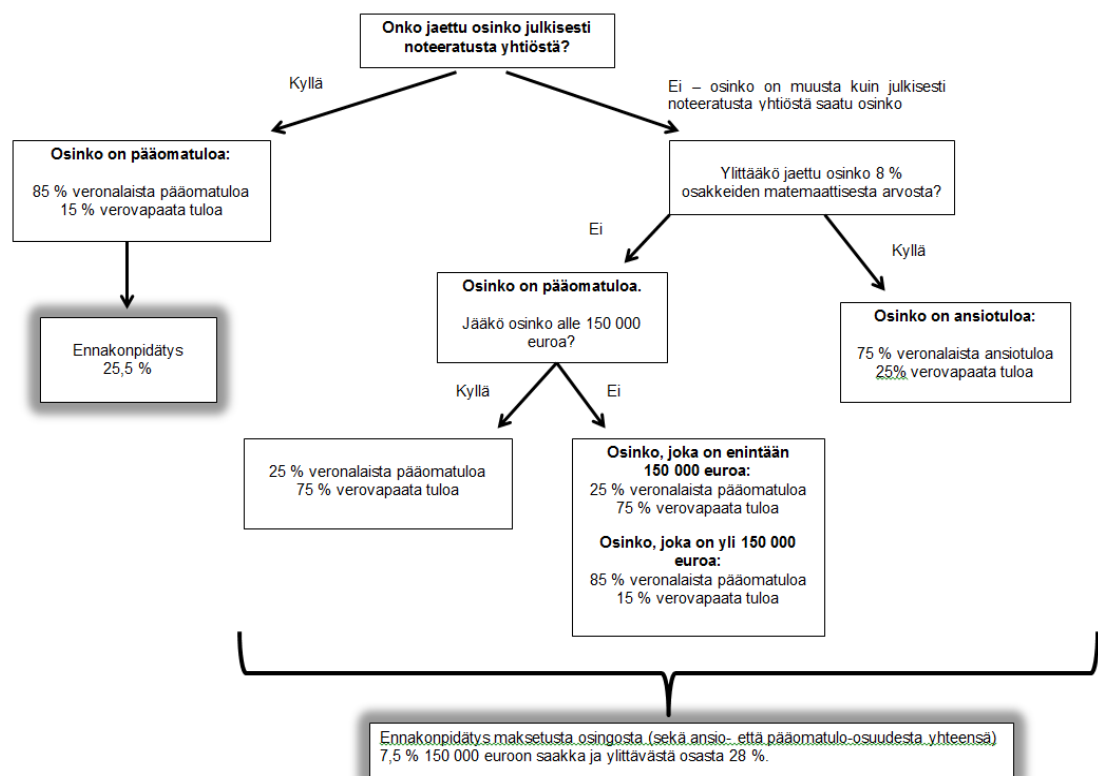 Onko jaettu osinko julkisesti
noteeratusta yhtiöstä?
Kyllä
Ei – osinko on muusta kuin julkisesti
noteeratusta yhtiöstä saatu osinko
Osinko on pääomatuloa:
85 % veronalaista pääomatuloa
15 % verovapaata tuloa
Ylittääkö jaettu osinko 8 %
osakkeiden matemaattisesta arvosta?
Ei
Kyllä
Osinko on pääomatuloa.
Jääkö osinko alle 150 000
euroa?
Osinko on ansiotuloa:
75 % veronalaista ansiotuloa
25% verovapaata tuloa
Ennakonpidätys
25,5 %
Kyllä
Ei
25 % veronalaista pääomatuloa
75 % verovapaata tuloa
Osinko, joka on enintään
150 000 euroa:
25 % veronalaista pääomatuloa
75 % verovapaata tuloa
Osinko, joka on yli 150 000
euroa:
85 % veronalaista pääomatuloa
15 % verovapaata tuloa
Ennakonpidätys maksetusta osingosta (sekä ansio- että pääomatulo-osuudesta yhteensä)
7,5 % 150 000 euroon saakka ja ylittävästä osasta 28 %.